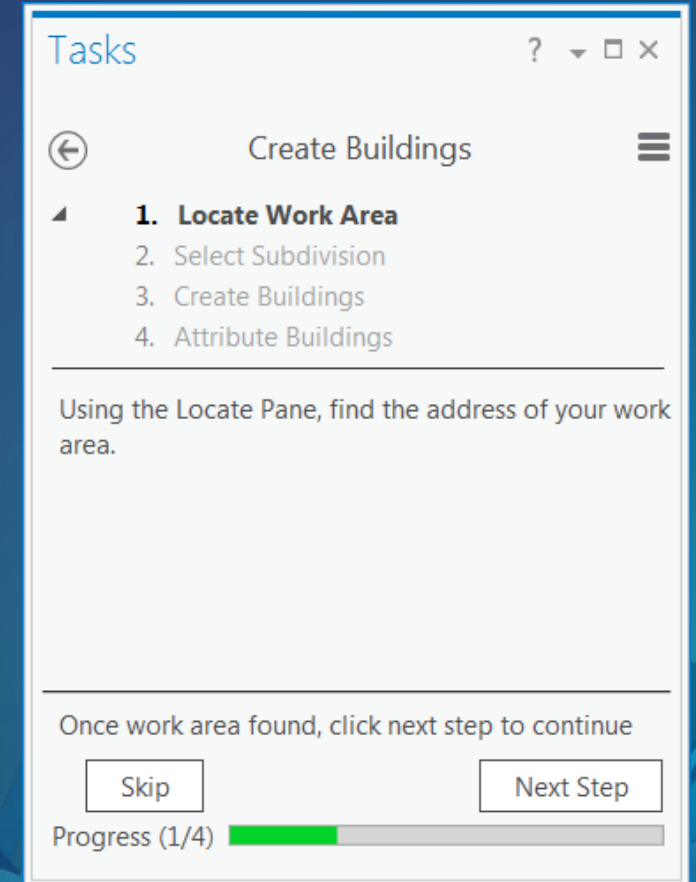 Tasks
?
Create Buildings
1. Locate Work Area
2. Select Subdivision
3. Create Buildings
4. Attribute Buildings
Using the Locate Pane, find the address of your work
area.
Once work area found, click next step to continue
Skip
Next Step
Progress (1/4)